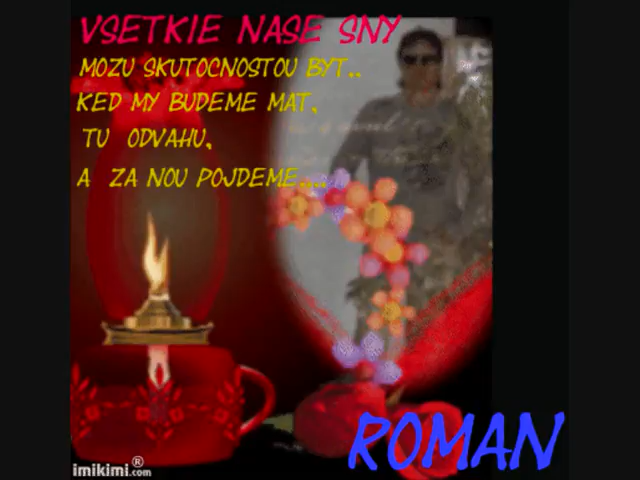 VSETKIE NASE SNY
MOZU SKUTOCNOSTOU BYT..
KED MY BUDEME MAT,
TU ODVAHU,
A ZA NOU POJDEME....
ROMAN
imikimi®.com